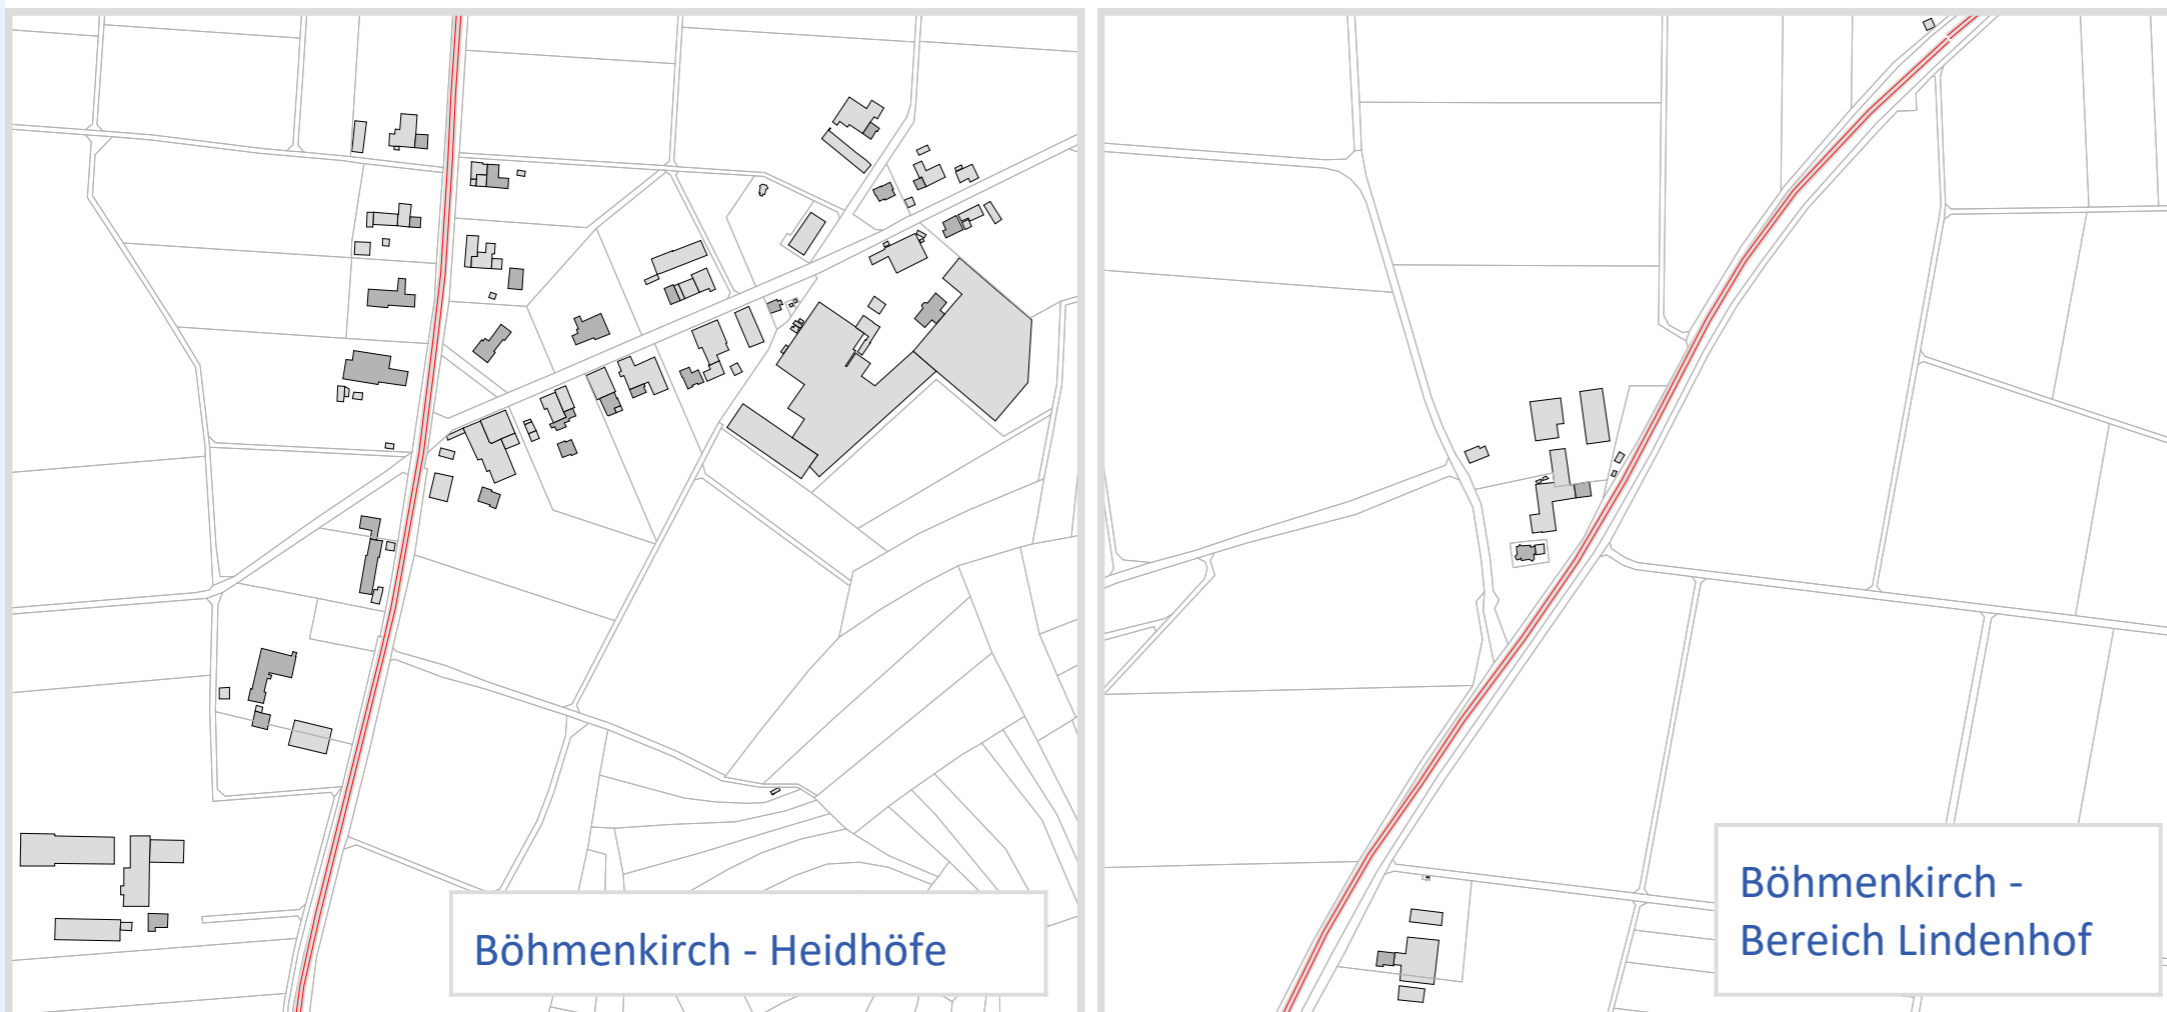 Böhmenkirch - Heidhöfe
Böhmenkirch -
Bereich Lindenhof